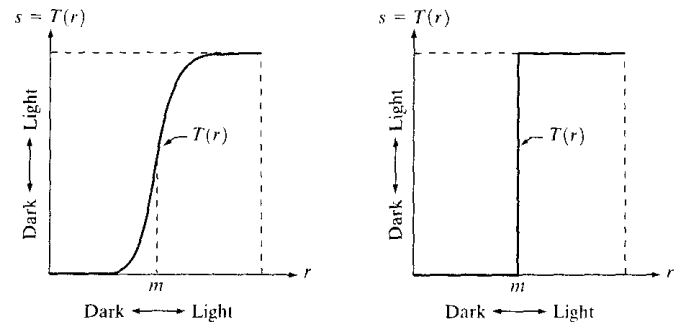 s = T(r)
Light
Dark
T(r)
m
r
Dark
Light
s = T(r)
Light
Dark
T(r)
m
r
Dark
Light